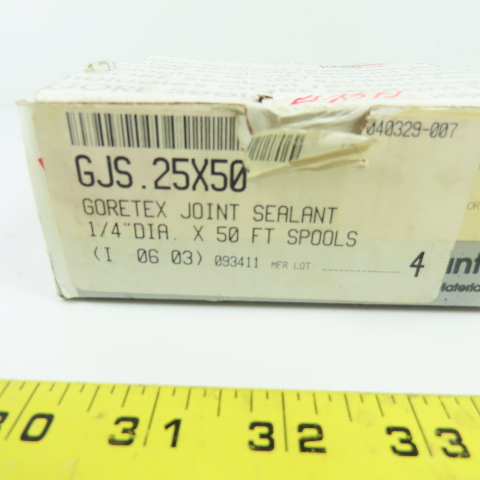 040329-007
GJS.25X50
GORETEX JOINT SEALANT
1/4"DIA. X 50 FT SPOOLS
(I 06 03) 093411 MFR LOT 4
30 31 32 33